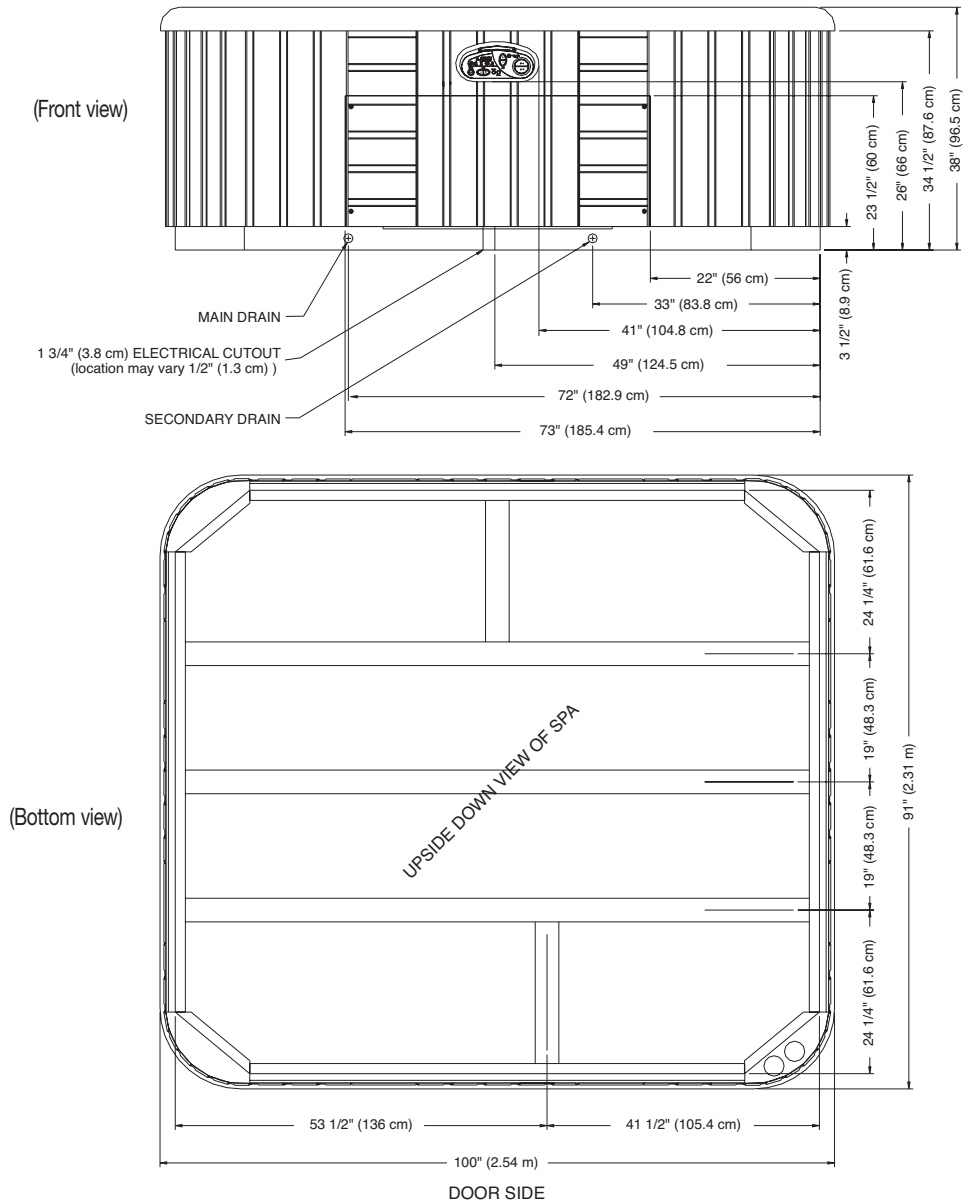 (Front view)
23 1/2" (60 cm)
26" (66 cm)
34 1/2" (87.6 cm)
38" (96.5 cm)
3 1/2" (8.9 cm)
22" (56 cm)
33" (83.8 cm)
41" (104.8 cm)
49" (124.5 cm)
72" (182.9 cm)
73" (185.4 cm)
MAIN DRAIN
1 3/4" (3.8 cm) ELECTRICAL CUTOUT
(location may vary 1/2" (1.3 cm) )
SECONDARY DRAIN
(Bottom view)
UPSIDE DOWN VIEW OF SPA
24 1/4" (61.6 cm)
19" (48.3 cm)
19" (48.3 cm)
24 1/4" (61.6 cm)
91" (2.31 m)
53 1/2" (136 cm)
41 1/2" (105.4 cm)
100" (2.54 m)
DOOR SIDE